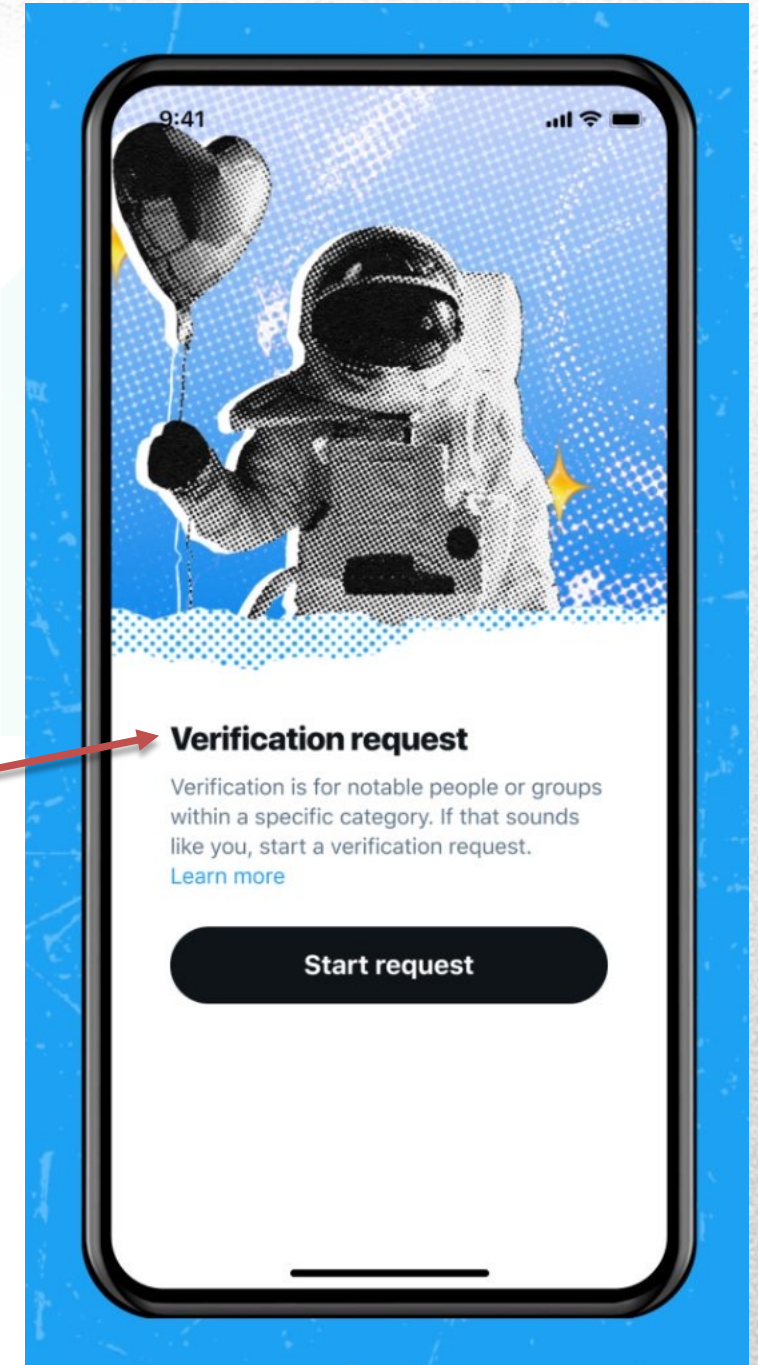 9:41
Verification request
Verification is for notable people or groups
within a specific category. If that sounds
like you, start a verification request.
Learn more
Start request